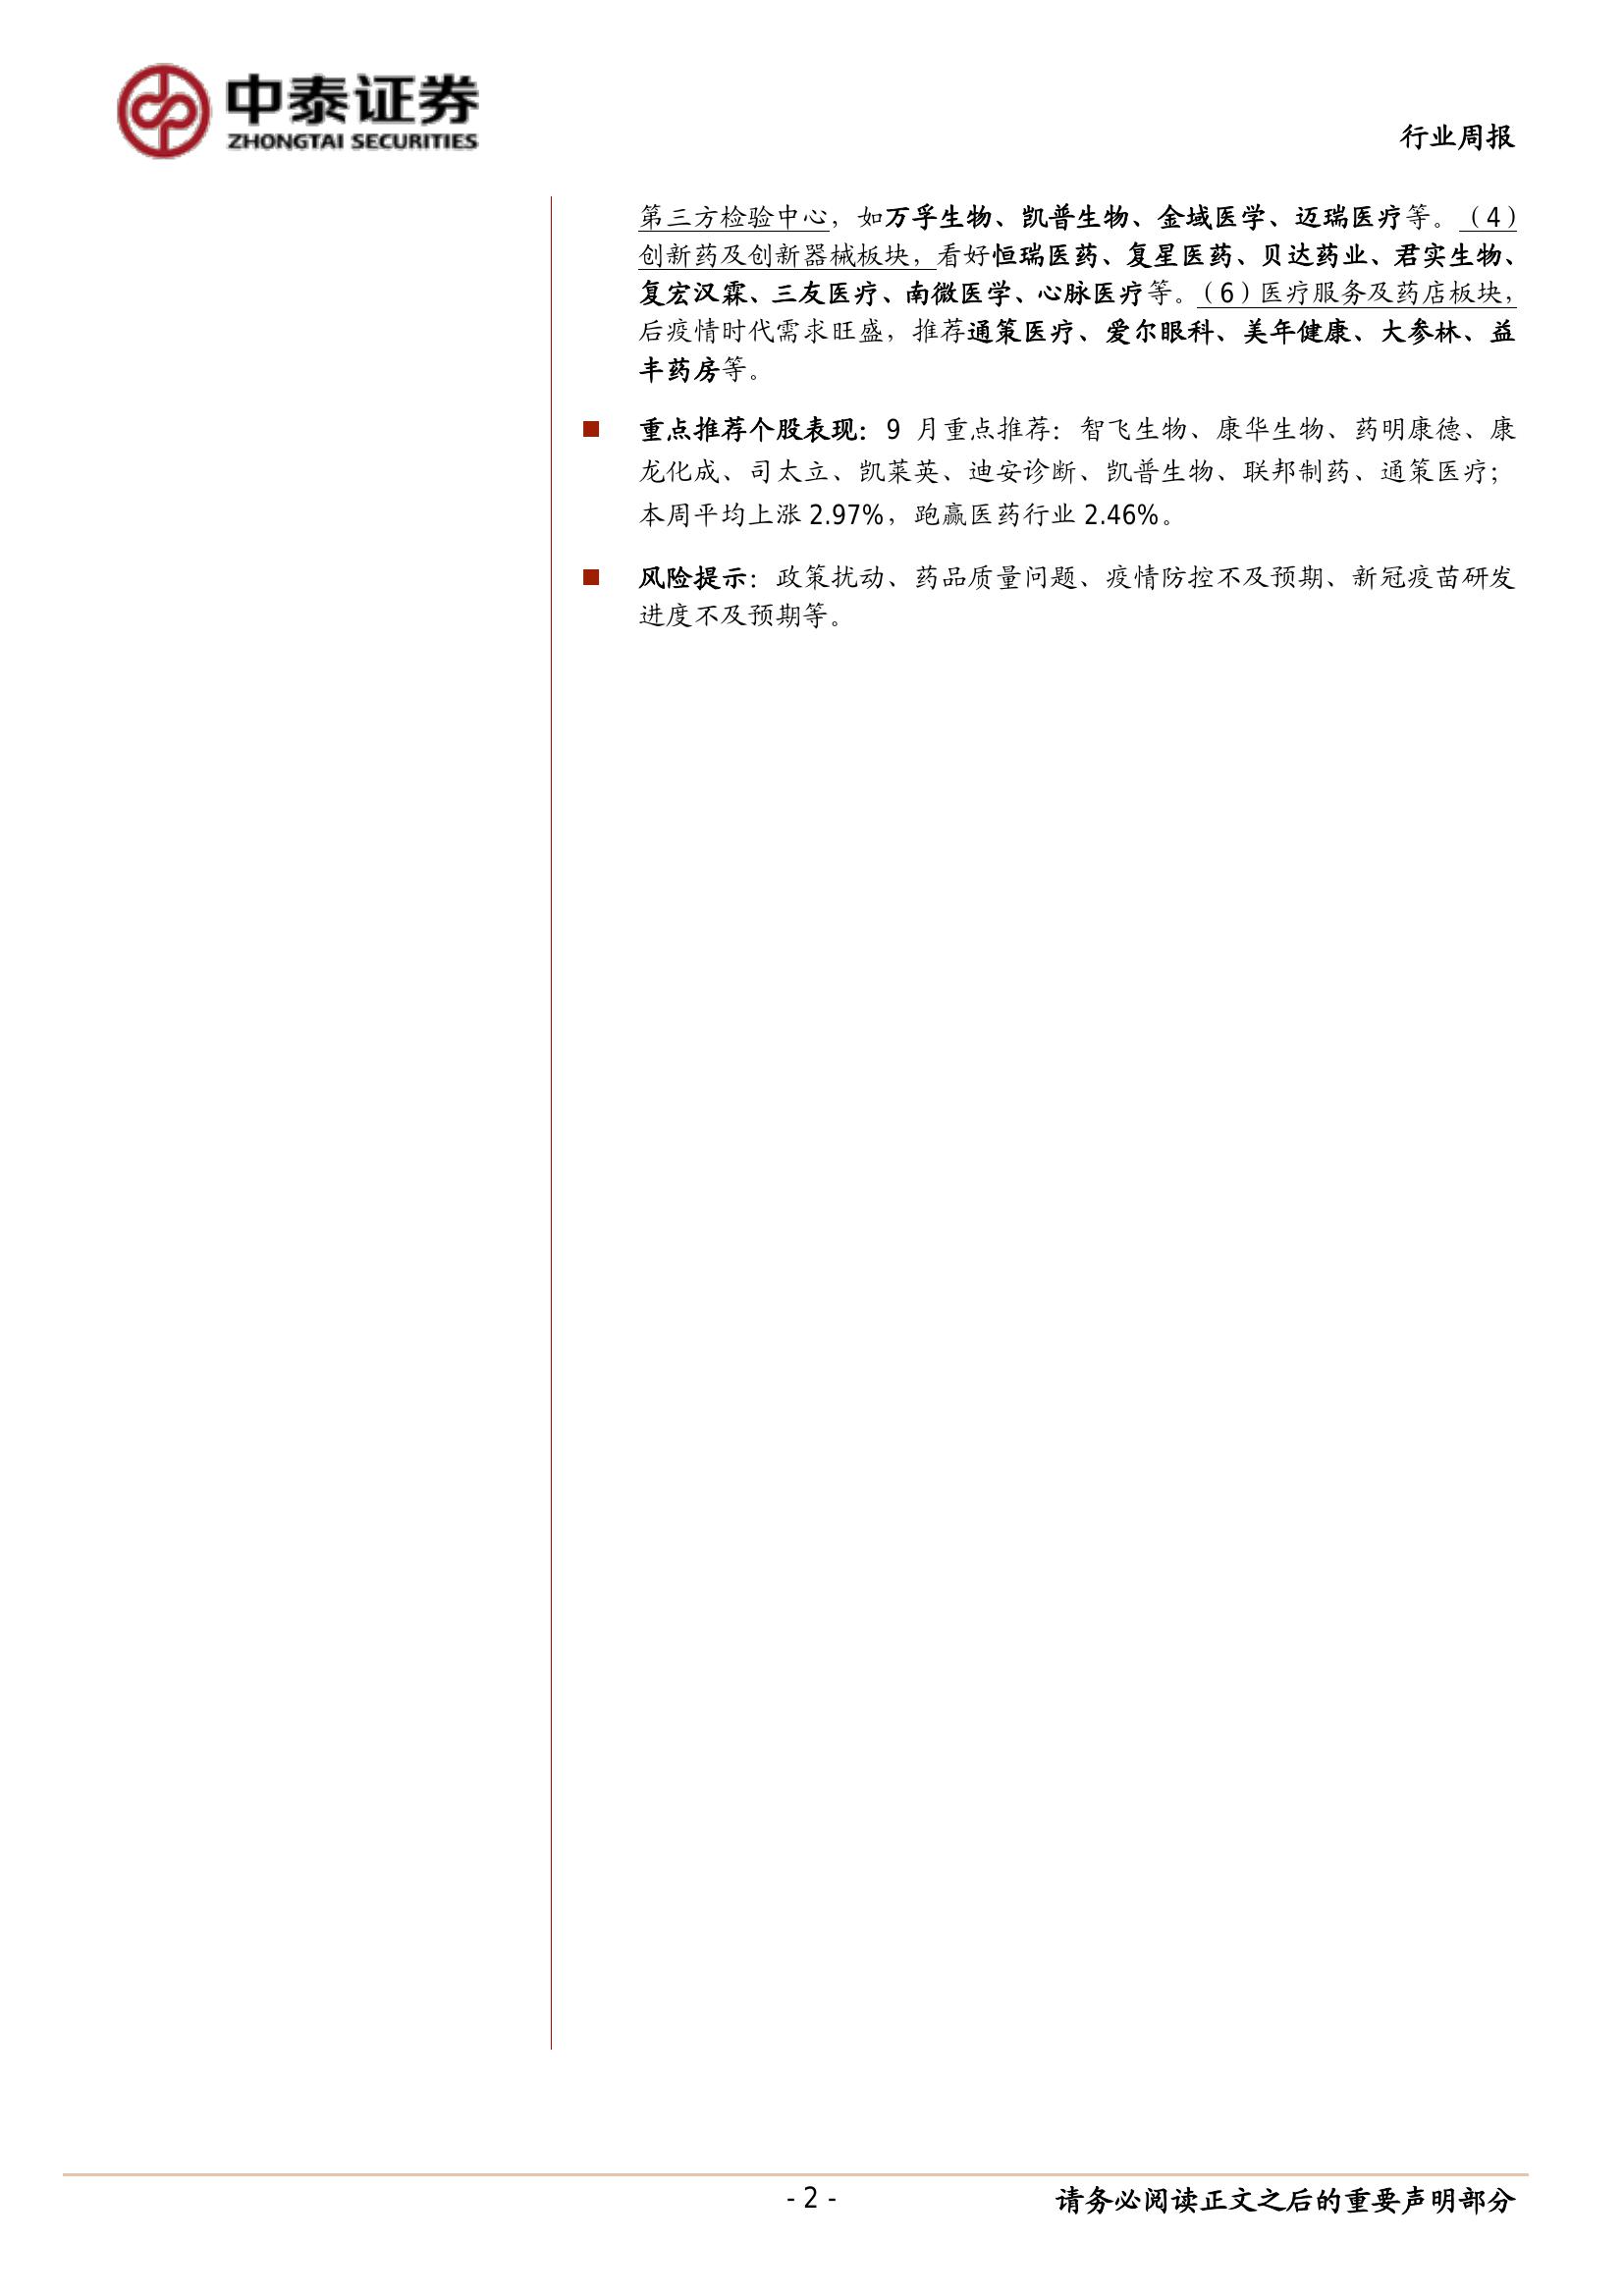 中泰证券
ZHONGTAI SECURITIES
行业周报
第三方检验中心，如万孚生物、凯普生物、金域医学、迈瑞医疗等。（4）
创新药及创新器械板块，看好恒瑞医药、复星医药、贝达药业、君实生物、
复宏汉霖、三友医疗、南微医学、心脉医疗等。（6）医疗服务及药店板块，
后疫情时代需求旺盛，推荐通策医疗、爱尔眼科、美年健康、大参林、益
丰药房等。
■ 重点推荐个股表现：9 月重点推荐：智飞生物、康华生物、药明康德、康
龙化成、司太立、凯莱英、迪安诊断、凯普生物、联邦制药、通策医疗；
本周平均上涨 2.97%，跑赢医药行业 2.46%。
■ 风险提示：政策扰动、药品质量问题、疫情防控不及预期、新冠疫苗研发
进度不及预期等。
- 2 -
请务必阅读正文之后的重要声明部分